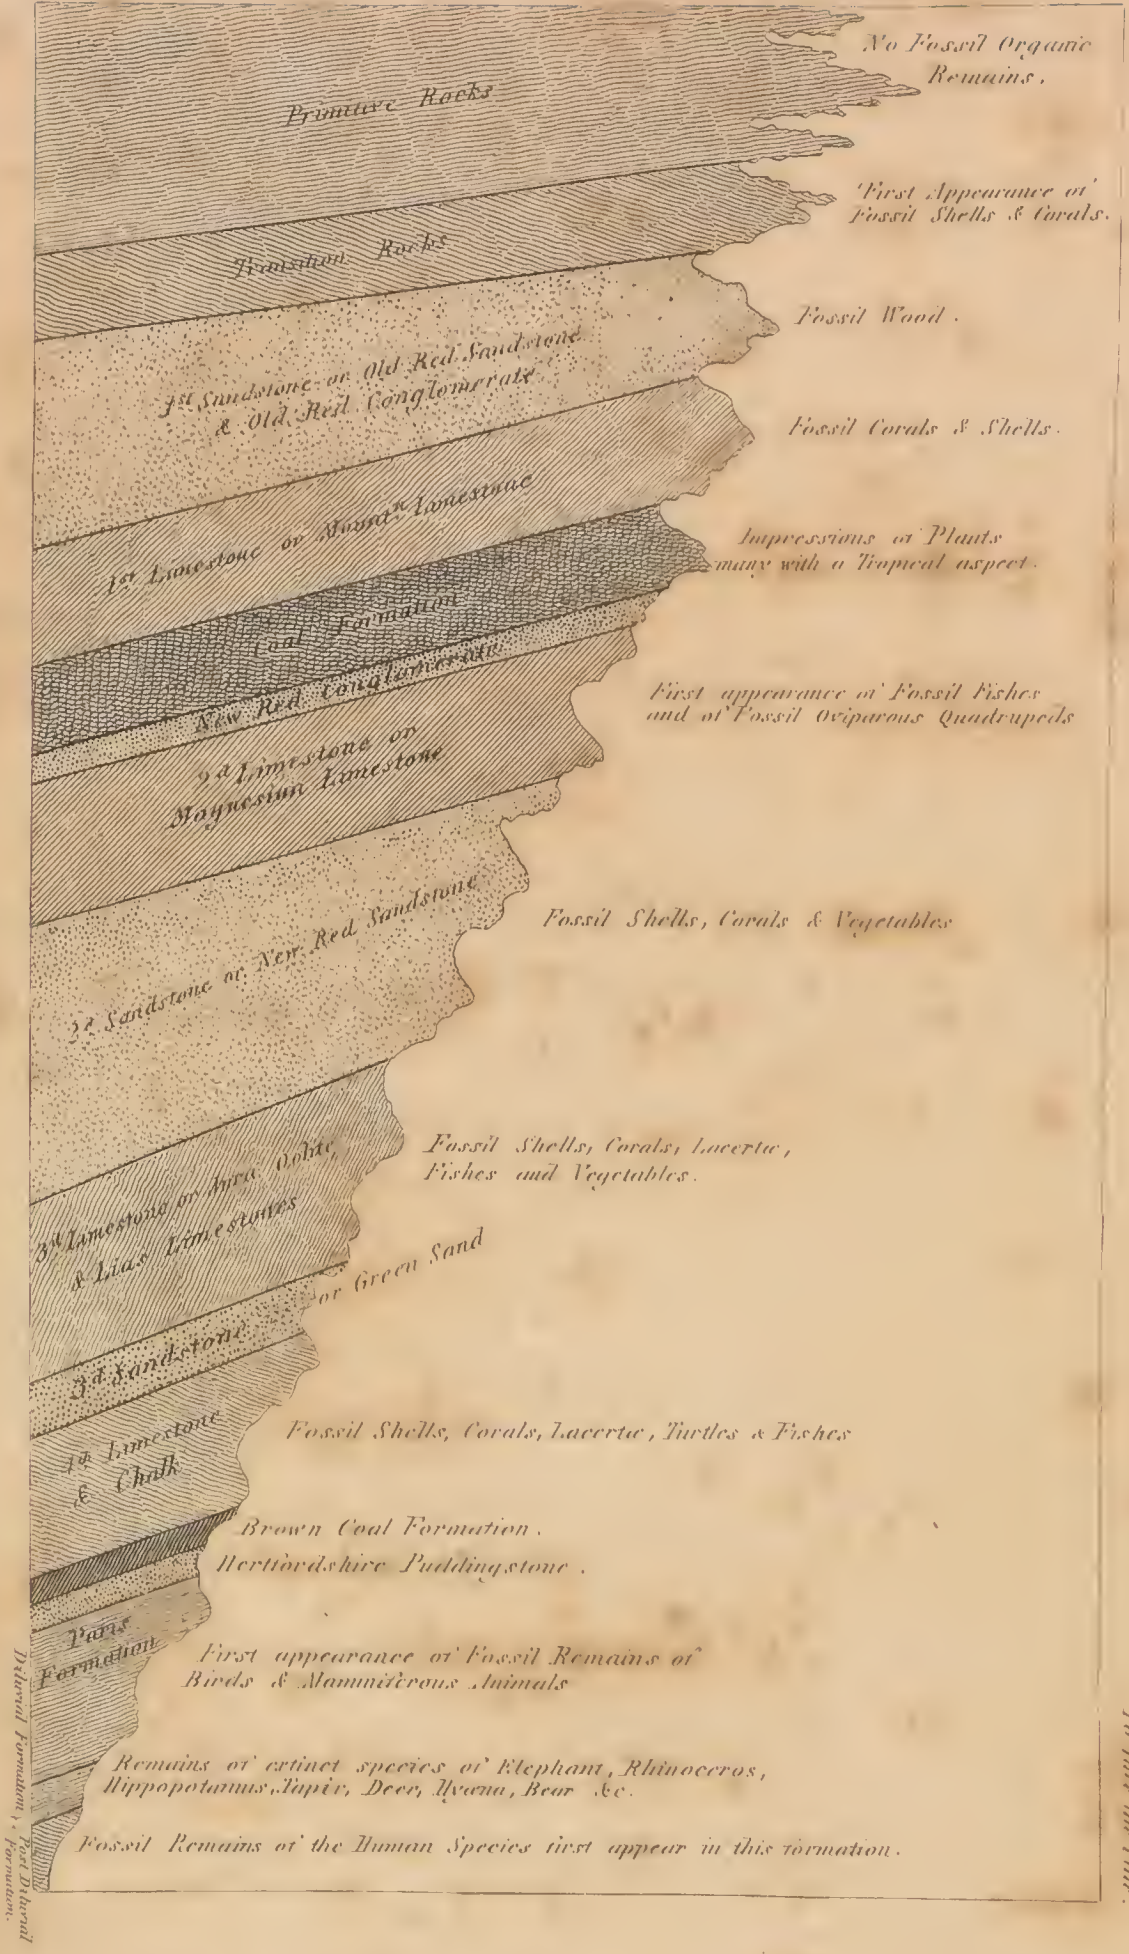 No Fossil Organic
Remains.
Primitive Rocks
First Appearance of
Fossil Shells & Corals.
Transition Rocks
Fossil Wood.
1st Sandstone or Old Red Sandstone
& Old Red Conglomerate
Fossil Corals & Shells.
1st Limestone or Mountn Limestone
Impressions of Plants
many with a Tropical aspect.
Coal Formation
New Red Conglomerate
First appearance of Fossil Fishes
and of Fossil Oviparous Quadrupeds
2d Limestone or
Magnesian Limestone
Fossil Shells, Corals & Vegetables
2d Sandstone or New Red Sandstone
Fossil Shells, Corals, Lacertæ,
Fishes and Vegetables.
3d Limestone or Jura Oolite
& Lias Limestones
3d Sandstone or Green Sand
Fossil Shells, Corals, Lacertæ, Turtles & Fishes
4th Limestone
& Chalk
Brown Coal Formation.
Hertfordshire Puddingstone.
Paris
Formation
First appearance of Fossil Remains of
Birds & Mammiferous Animals
Remains of extinct species of Elephant, Rhinoceros,
Hippopotamus, Tapir, Deer, Hyæna, Bear &c.
Fossil Remains of the Human Species first appear in this formation.
Diluvial Formation
Post Diluvial
Formation.